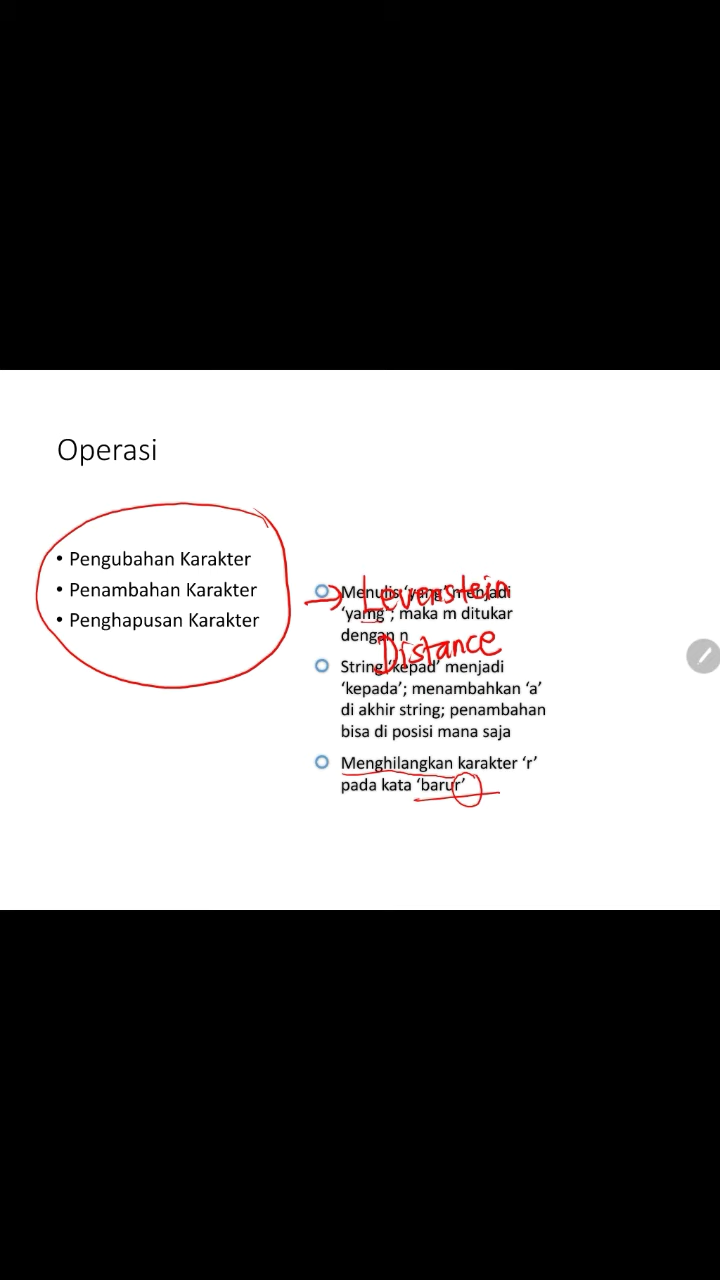 Operasi
• Pengubahan Karakter
• Penambahan Karakter
• Penghapusan Karakter
Menulis 'yang' menjadi
'yamg'; maka m ditukar
dengan n
String 'kepad' menjadi
'kepada'; menambahkan 'a'
di akhir string; penambahan
bisa di posisi mana saja
Menghilangkan karakter 'r'
pada kata 'barur'
Levenstein
Distance